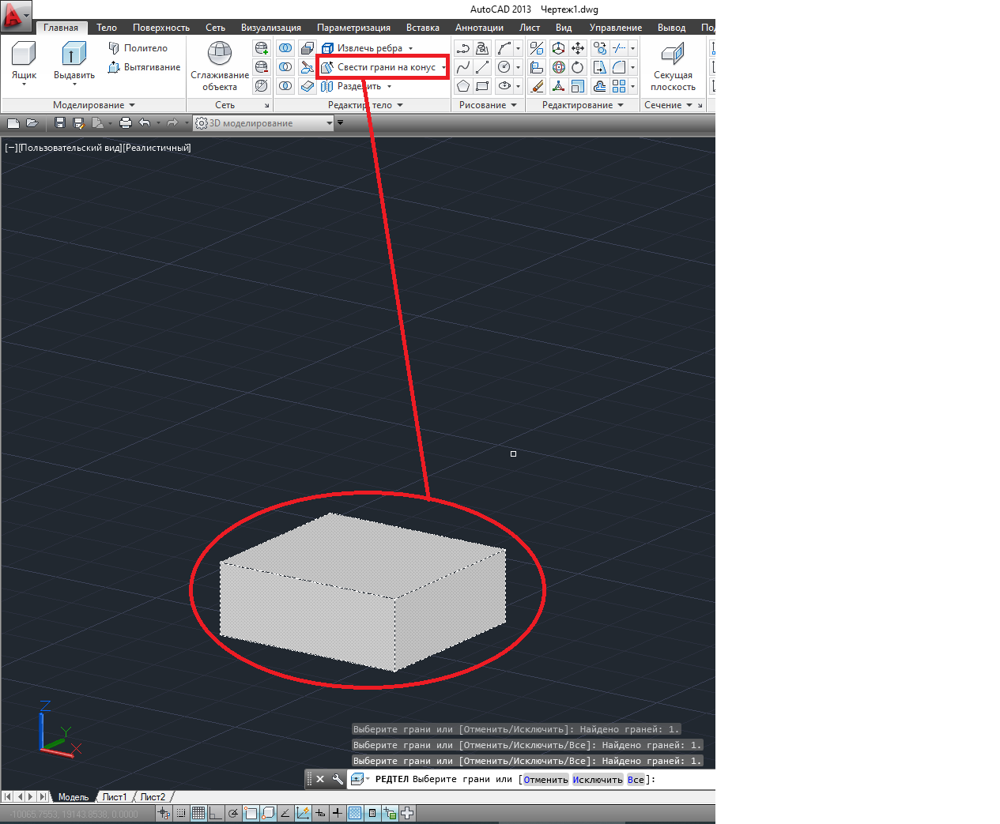 AutoCAD 2013 Чертеж1.dwg
Главная Тело Поверхность Сеть Визуализация Параметризация Вставка Аннотации Лист Вид Управление Вывод По
Политело Извлечь ребра
Вытягивание Свести грани на конус
Ящик Выдавить Сглаживание объекта Разделить Секущая плоскость
Моделирование Сеть Редактир тело Рисование Редактирование Сечение
3D моделирование
[−][Пользовательский вид][Реалистичный]
Z
Y
X
Выберите грани или [Отменить/Исключить]: Найдено граней: 1.
Выберите грани или [Отменить/Исключить/Все]: Найдено граней: 1.
Выберите грани или [Отменить/Исключить/Все]: Найдено граней: 1.
РЕДТЕЛ Выберите грани или [Отменить Исключить Все]:
Модель Лист1 Лист2
-10065.7553, 19143.8538, 0.0000